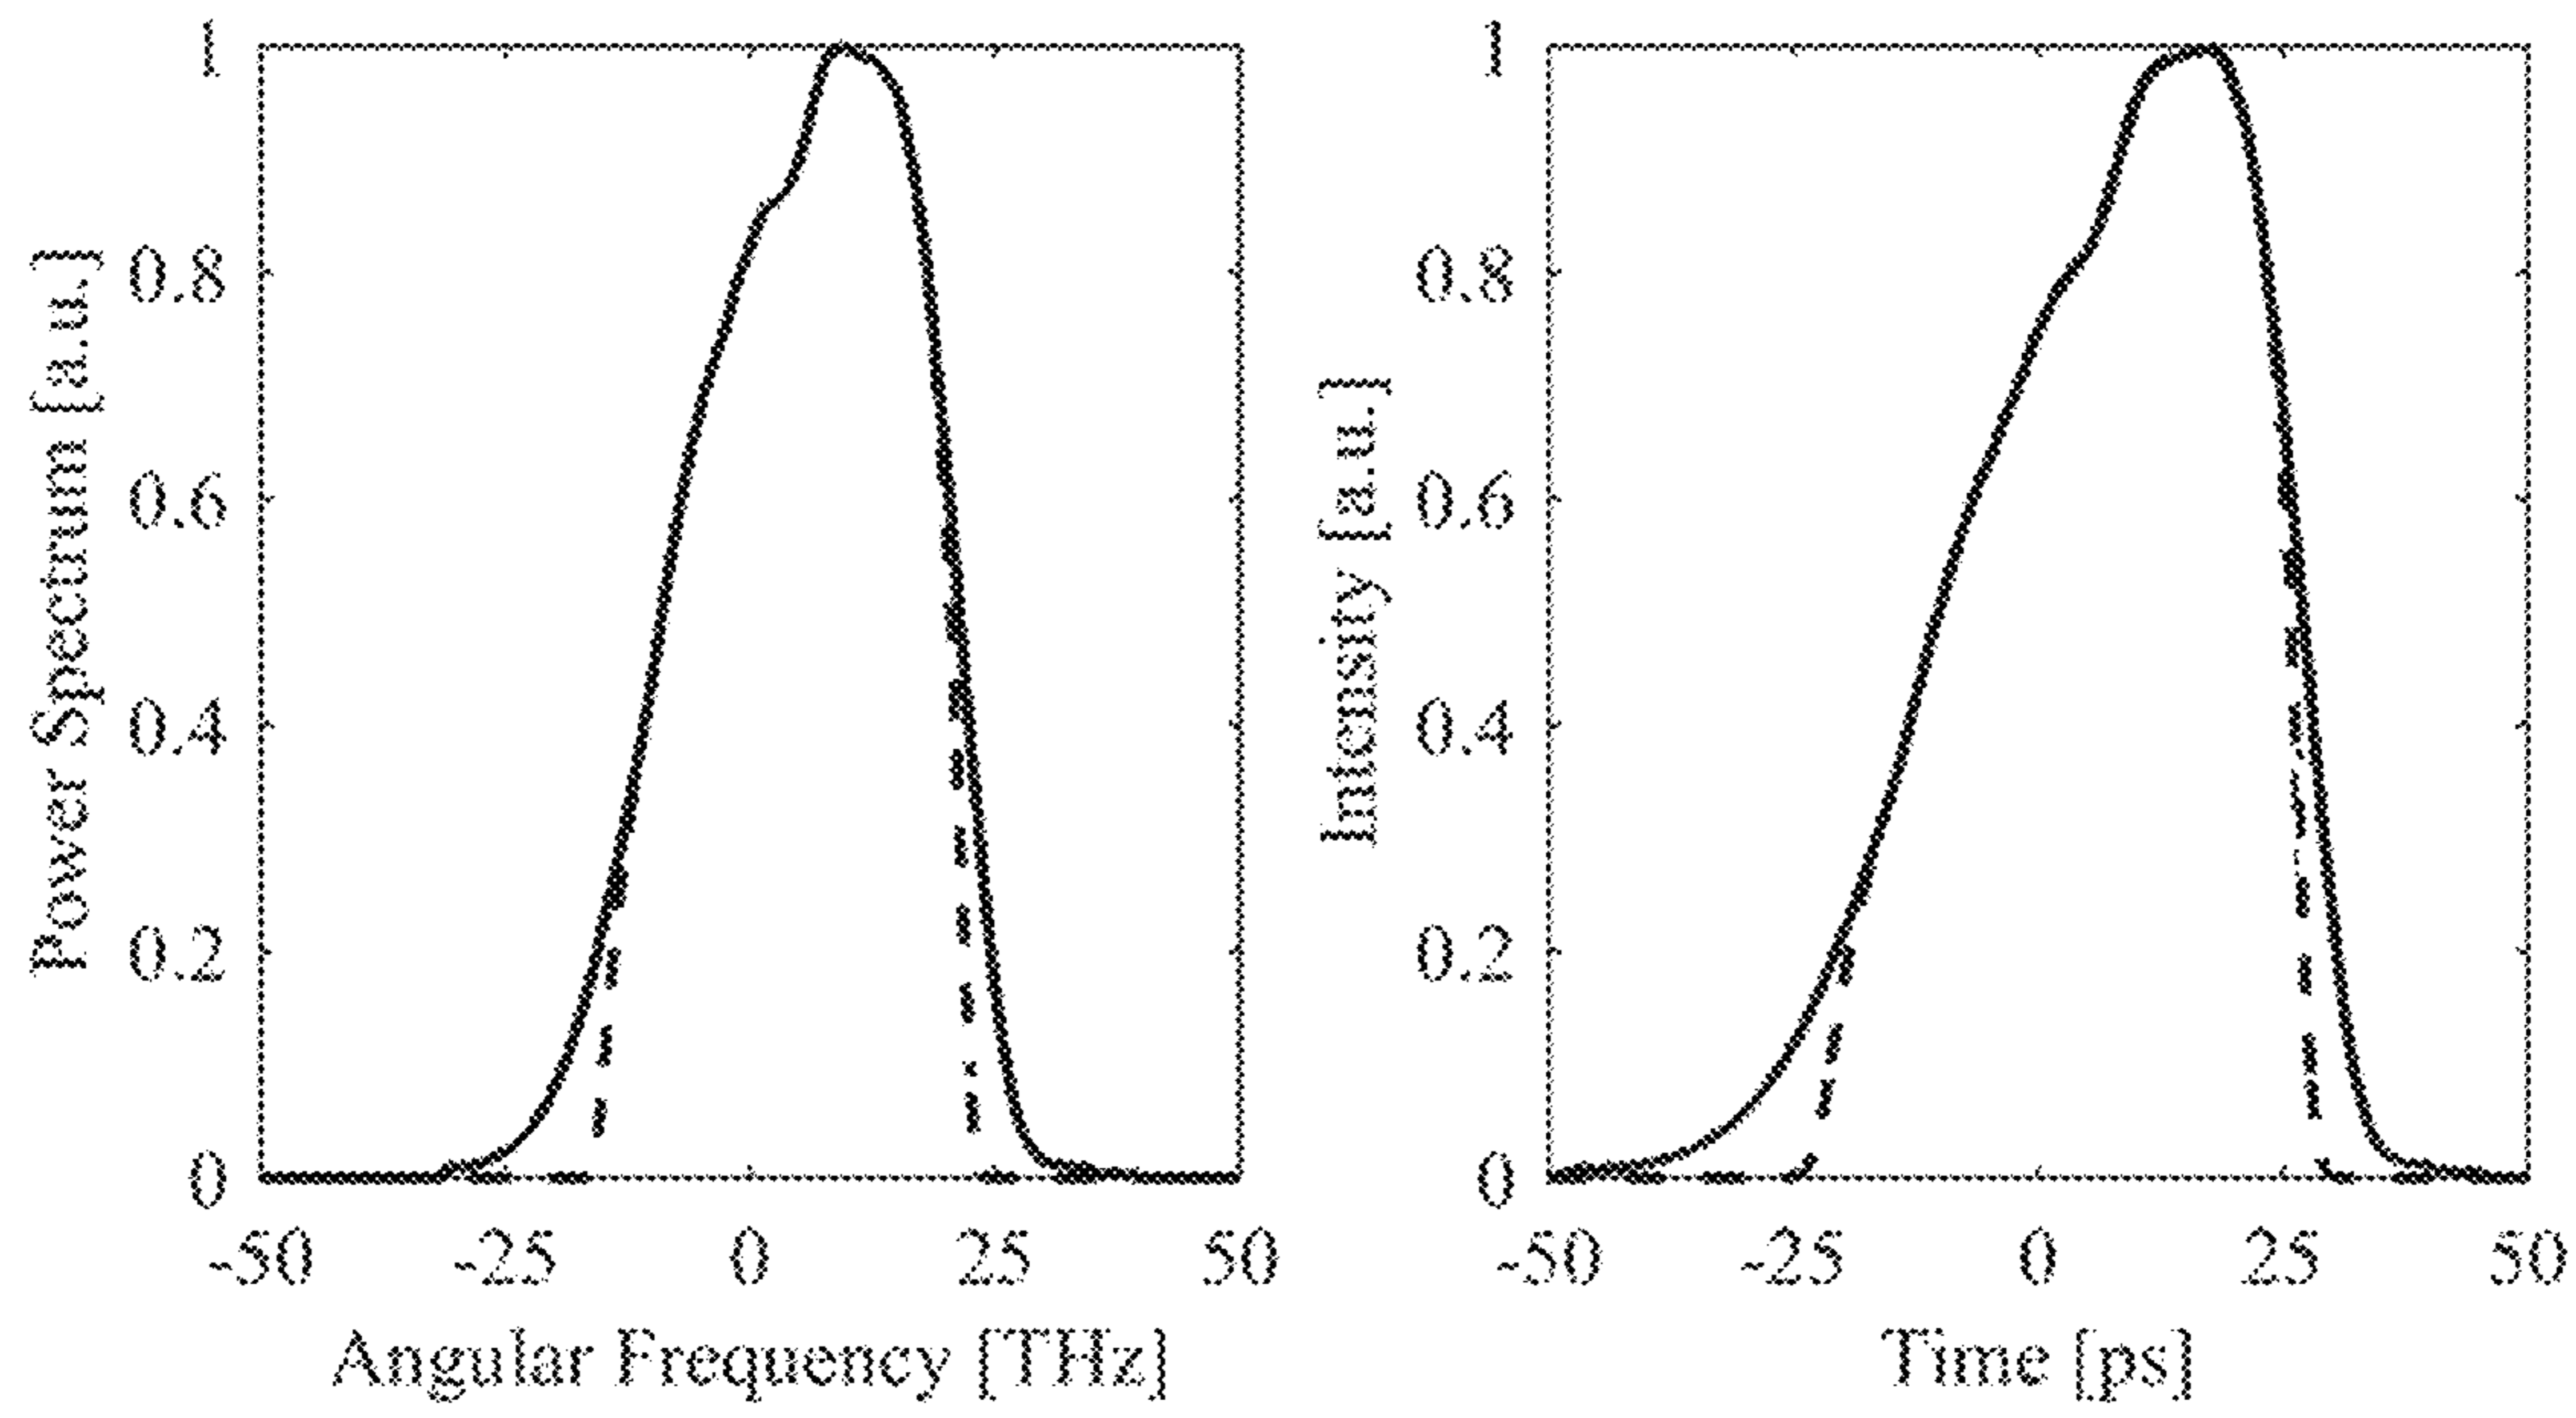 Power Spectrum [a.u.]
1
0.8
0.6
0.4
0.2
0
-50 -25 0 25 50
Angular Frequency [THz]
Intensity [a.u.]
1
0.8
0.6
0.4
0.2
0
-50 -25 0 25 50
Time [ps]